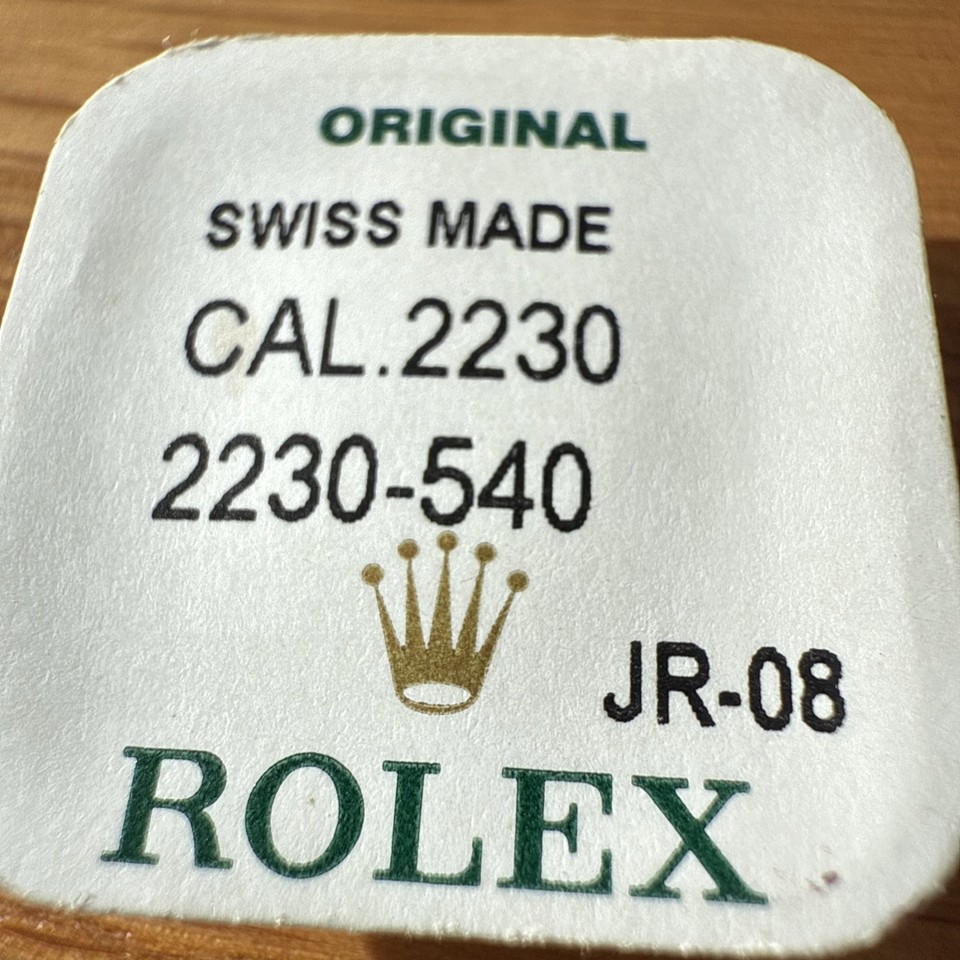 ORIGINAL
SWISS MADE
CAL.2230
2230-540
JR-08
ROLEX